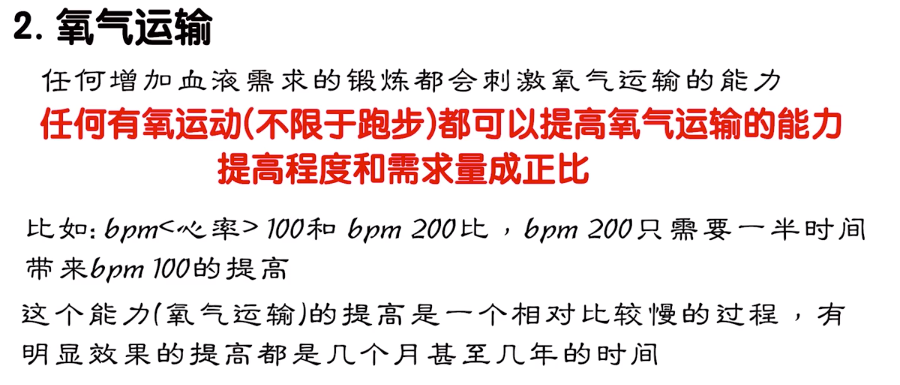 2. 氧气运输
任何增加血液需求的锻炼都会刺激氧气运输的能力
任何有氧运动(不限于跑步)都可以提高氧气运输的能力
提高程度和需求量成正比
比如: bpm<心率> 100和 bpm 200比，bpm 200只需要一半时间
带来bpm 100的提高
这个能力(氧气运输)的提高是一个相对比较慢的过程，有
明显效果的提高都是几个月甚至几年的时间